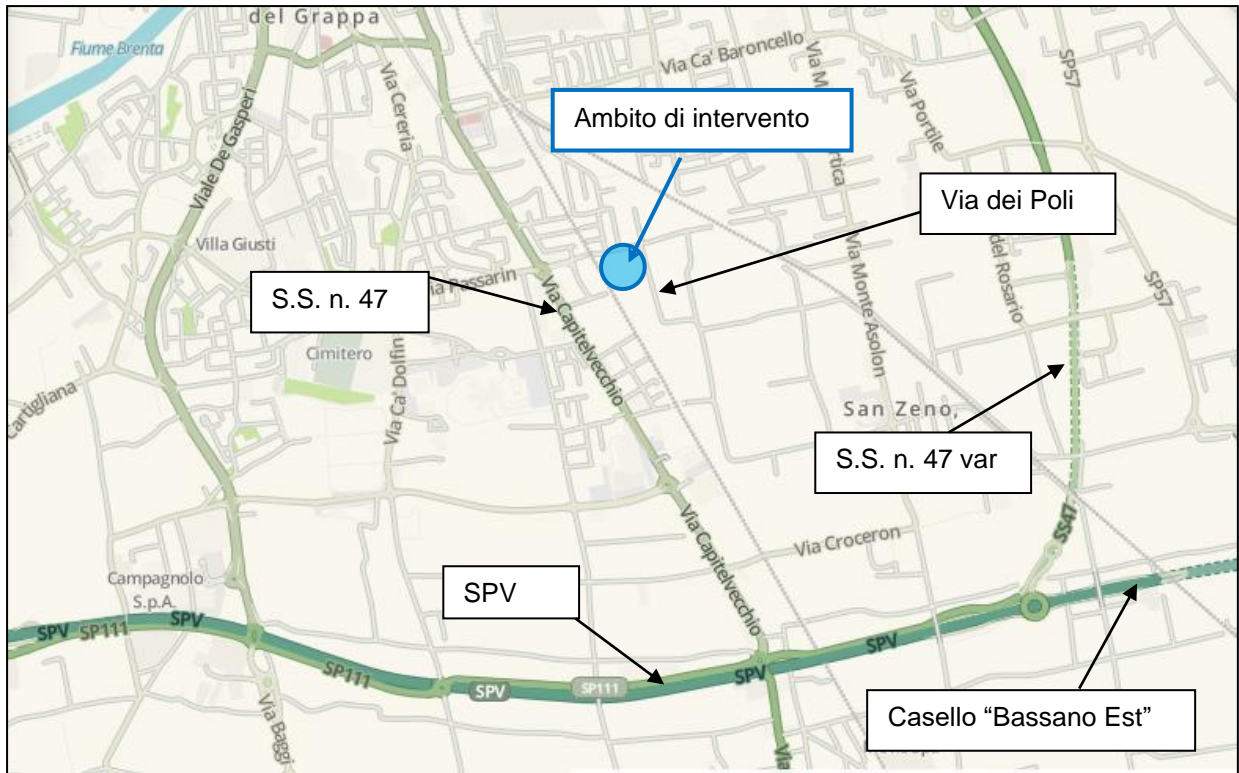 del Grappa
Fiume Brenta
Via Ca' Baroncello
SP57
Via Cereria
Viale De Gasperi
Ambito di intervento
Via Portile
Via dei Poli
Villa Giusti
S.S. n. 47
Via Passarin
Via Capitelvecchio
Via Monte Asolon
del Rosario
SP57
Cimitero
Via Ca' Dolfin
Cartigliana
San Zeno,
S.S. n. 47 var
Via Capitelvecchio
Via Croceron
SS47
Campagnolo
S.p.A.
SPV
SPV
SP111
SPV
SP111
SPV
SP111
SPV
SPV
Via Baggi
Casello “Bassano Est”